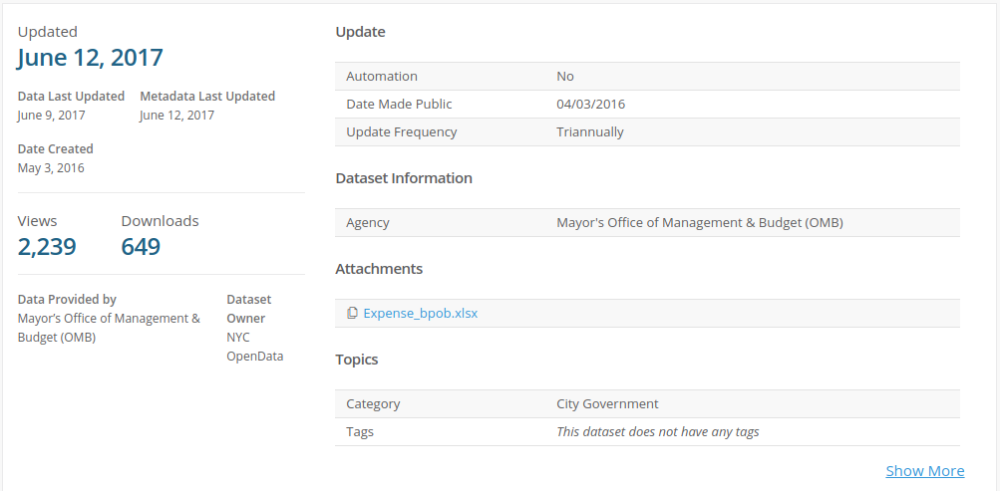 Updated
June 12, 2017
Data Last Updated Metadata Last Updated
June 9, 2017 June 12, 2017
Date Created
May 3, 2016
Views Downloads
2,239 649
Data Provided by
Mayor's Office of Management &
Budget (OMB)
Dataset
Owner
NYC
OpenData
Update
Automation No
Date Made Public 04/03/2016
Update Frequency Triannually
Dataset Information
Agency Mayor's Office of Management & Budget (OMB)
Attachments
Expense_bpob.xlsx
Topics
Category City Government
Tags This dataset does not have any tags
Show More